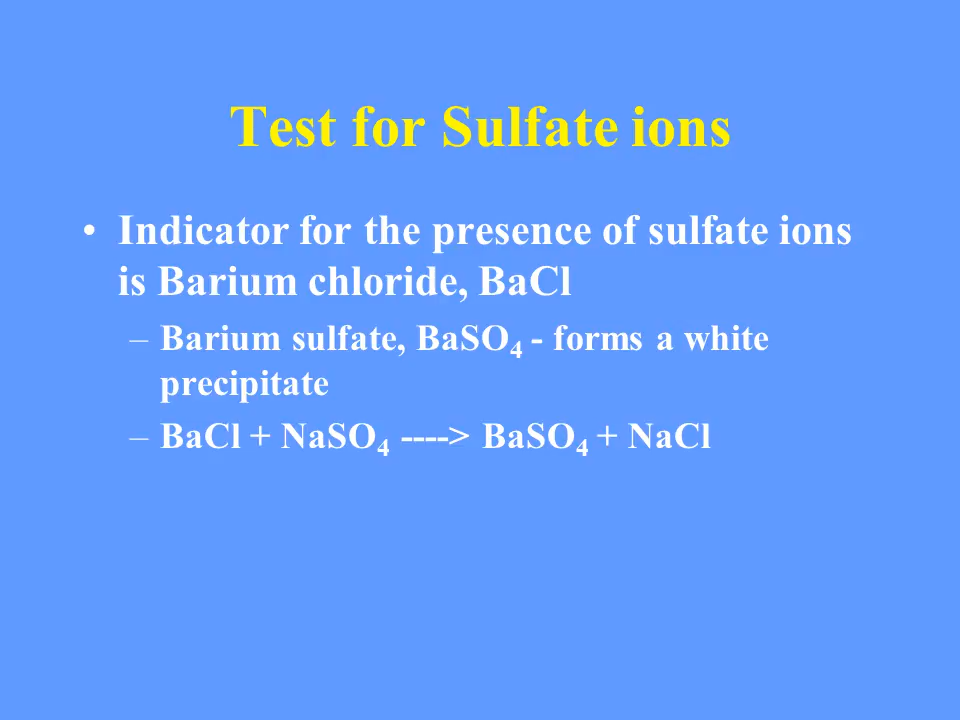 Test for Sulfate ions
• Indicator for the presence of sulfate ions
is Barium chloride, BaCl
– Barium sulfate, BaSO₄ - forms a white
precipitate
– BaCl + NaSO₄ ----> BaSO₄ + NaCl